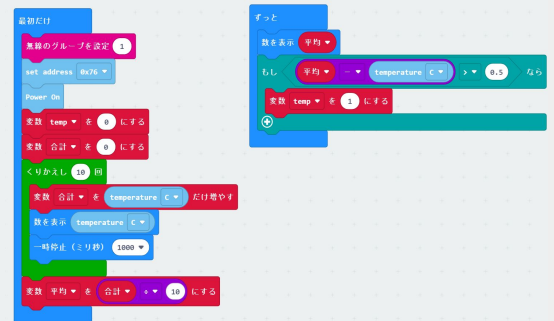 最初だけ
無線のグループを設定 1
set address 0x76
Power On
変数 temp を 0 にする
変数 合計 を 0 にする
くりかえし 10 回
変数 合計 を temperature C だけ増やす
数を表示 temperature C
一時停止（ミリ秒） 1000
変数 平均 を 合計 ÷ 10 にする
ずっと
数を表示 平均
もし 平均 - temperature C > 0.5 なら
変数 temp を 1 にする